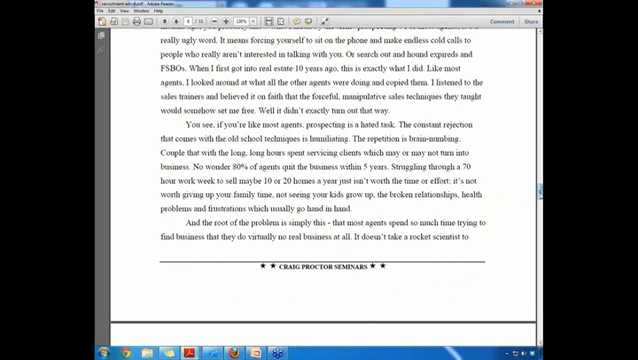 recruitment-ad-rd.pdf
File Edit View Window Help
130%
Comment Share
really ugly word. It means forcing yourself to sit on the phone and make endless cold calls to
people who really aren't interested in talking with you. Or search out and hound expireds and
FSBOs. When I first got into real estate 10 years ago, this is exactly what I did. Like most
agents, I looked around at what all the other agents were doing and copied them. I listened to the
sales trainers and believed it on faith that the forceful, manipulative sales techniques they taught
would somehow set me free. Well it didn't exactly turn out that way.
You see, if you're like most agents, prospecting is a hated task. The constant rejection
that comes with the old school techniques is humiliating. The repetition is brain-numbing.
Couple that with the long, long hours spent servicing clients which may or may not turn into
business. No wonder 80% of agents quit the business within 5 years. Struggling through a 70
hour work week to sell maybe 10 or 20 homes a year just isn't worth the time or effort: it's not
worth giving up your family time, not seeing your kids grow up, the broken relationships, health
problems and frustrations which usually go hand in hand.
And the root of the problem is simply this - that most agents spend so much time trying to
find business that they do virtually no real business at all. It doesn't take a rocket scientist to
★ ★ CRAIG PROCTOR SEMINARS ★ ★